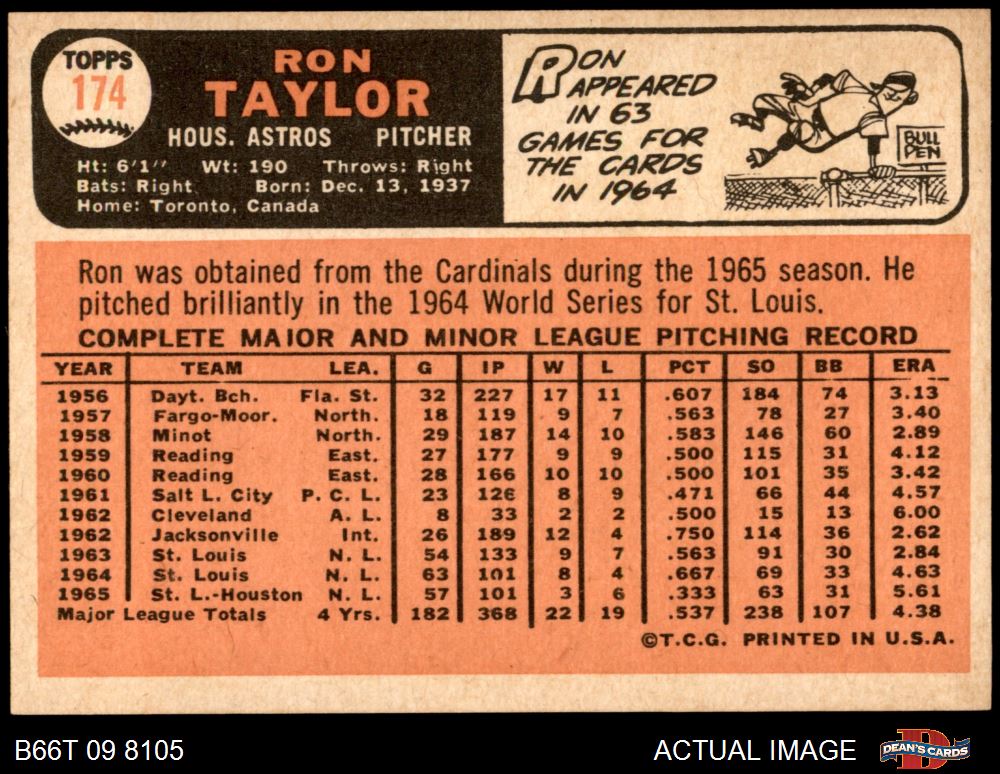 TOPPS
174
RON
TAYLOR
HOUS. ASTROS PITCHER
Ht: 6'1" Wt: 190 Throws: Right
Bats: Right Born: Dec. 13, 1937
Home: Toronto, Canada
RON
APPEARED
IN 63
GAMES FOR
THE CARDS
IN 1964
BULL
PEN
Ron was obtained from the Cardinals during the 1965 season. He
pitched brilliantly in the 1964 World Series for St. Louis.
COMPLETE MAJOR AND MINOR LEAGUE PITCHING RECORD
YEAR TEAM LEA. G IP W L PCT SO BB ERA
1956 Dayt. Bch. Fla. St. 32 227 17 11 .607 184 74 3.13
1957 Fargo-Moor. North. 18 119 9 7 .563 78 27 3.40
1958 Minot North. 29 187 14 10 .583 146 60 2.89
1959 Reading East. 27 177 9 9 .500 115 31 4.12
1960 Reading East. 28 166 10 10 .500 101 35 3.42
1961 Salt L. City P. C. L. 23 126 8 9 .471 66 44 4.57
1962 Cleveland A. L. 8 33 2 2 .500 15 13 6.00
1962 Jacksonville Int. 26 189 12 4 .750 114 36 2.62
1963 St. Louis N. L. 54 133 9 7 .563 91 30 2.84
1964 St. Louis N. L. 63 101 8 4 .667 69 33 4.63
1965 St. L.-Houston N. L. 57 101 3 6 .333 63 31 5.61
Major League Totals 4 Yrs. 182 368 22 19 .537 238 107 4.38
©T.C.G. PRINTED IN U.S.A.
B66T 09 8105 ACTUAL IMAGE
DEAN'S CARDS